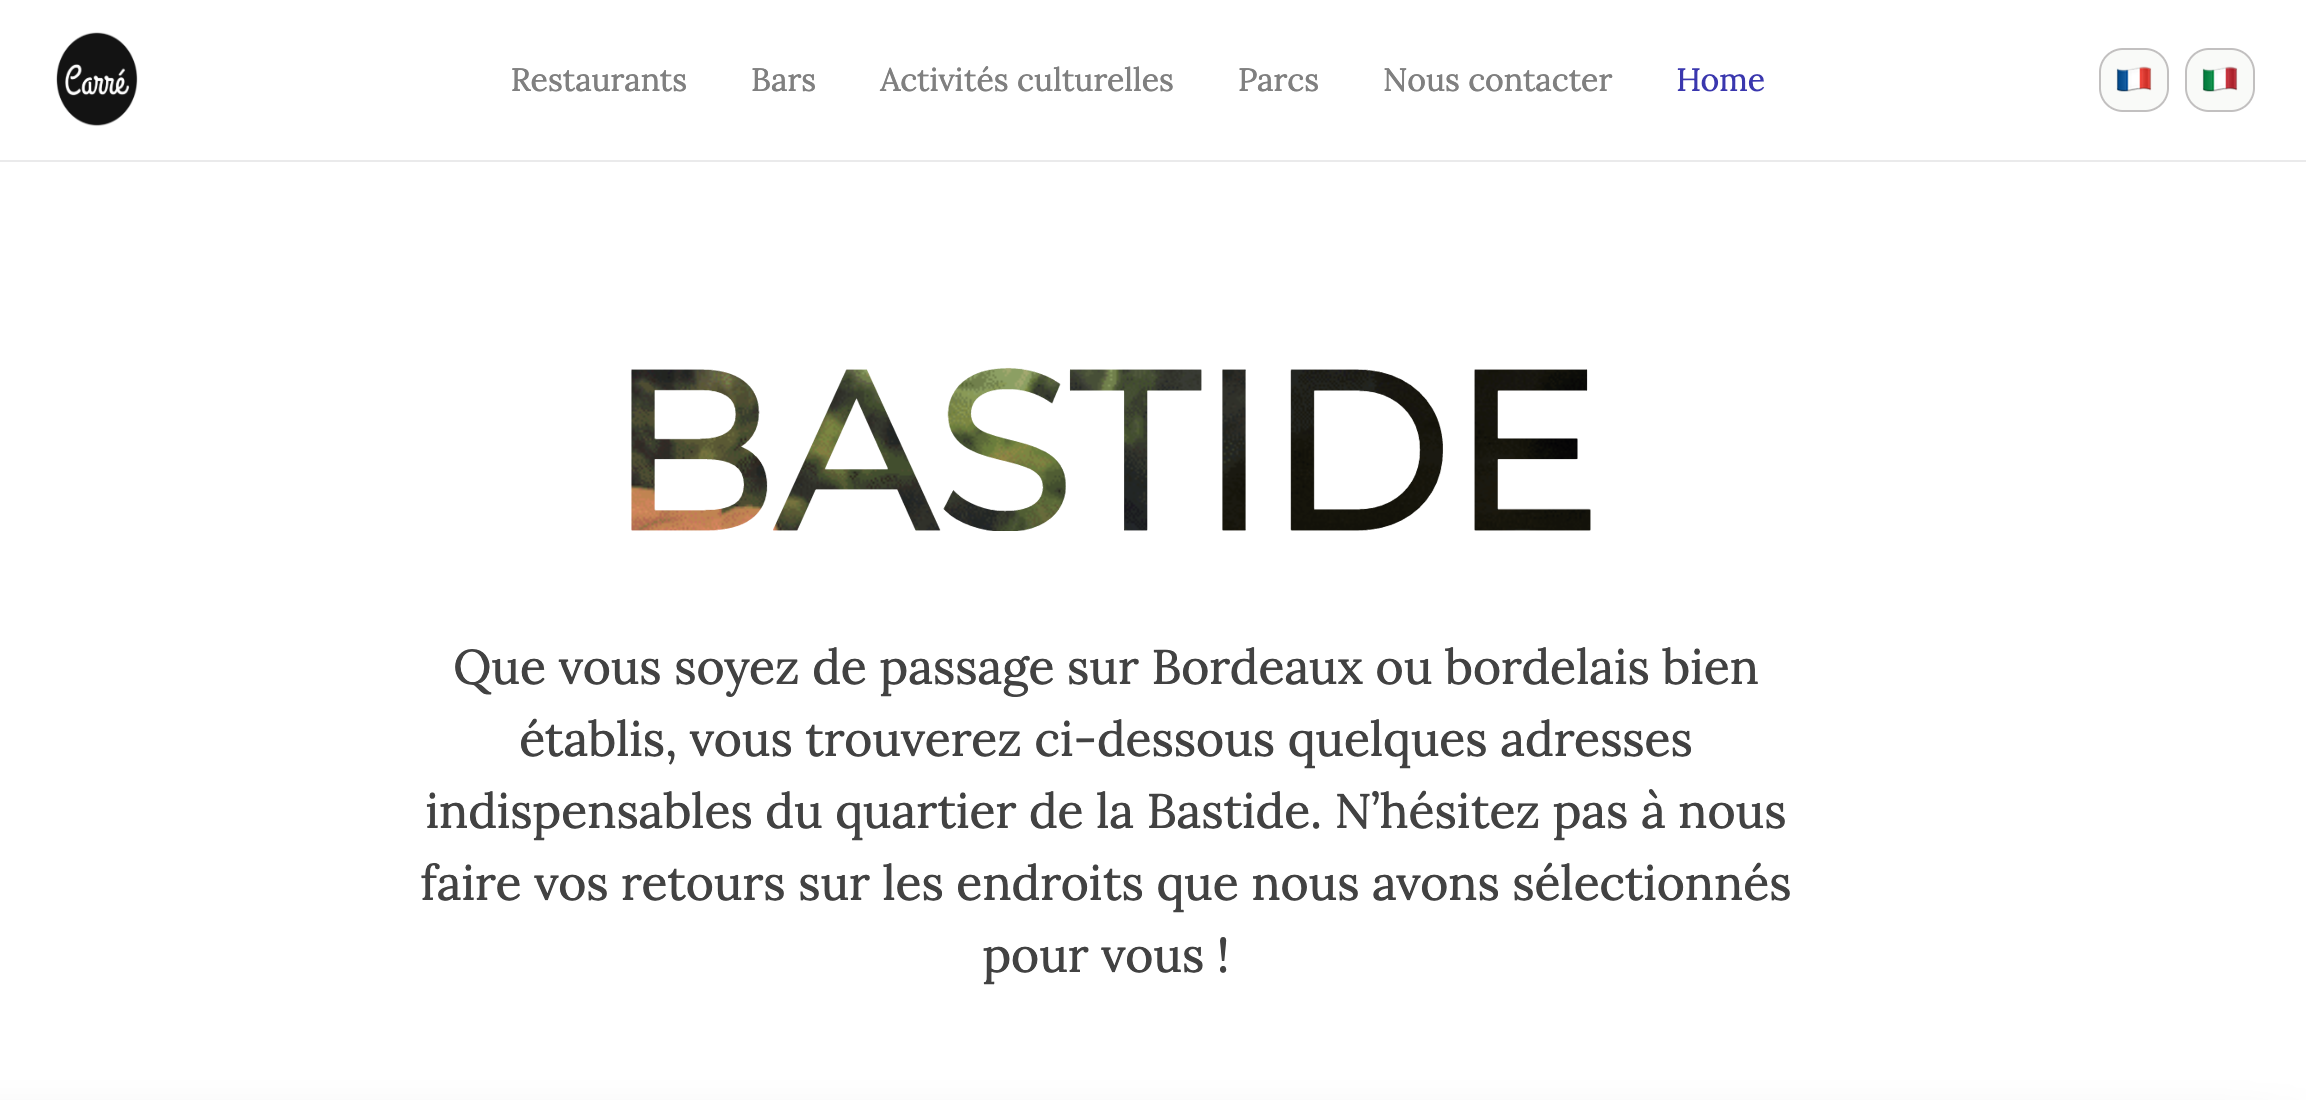 Carré
Restaurants
Bars
Activités culturelles
Parcs
Nous contacter
Home
BASTIDE
Que vous soyez de passage sur Bordeaux ou bordelais bien
établis, vous trouverez ci-dessous quelques adresses
indispensables du quartier de la Bastide. N’hésitez pas à nous
faire vos retours sur les endroits que nous avons sélectionnés
pour vous !